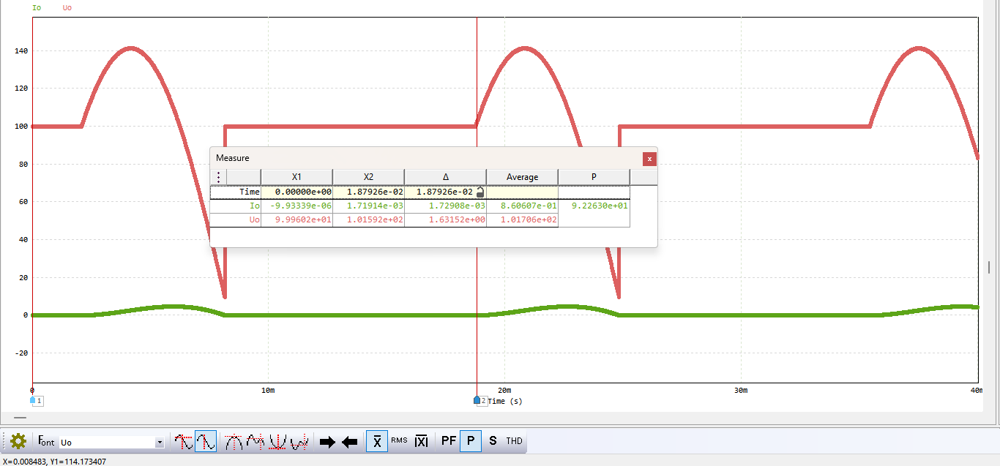 Io Uo
140
120
100
80
60
40
20
0
-20
0 10m 20m 30m 40m
1 2 Time (s)
Measure x
X1 X2 Δ Average P
Time 0.00000e+00 1.87926e-02 1.87926e-02
Io -9.93339e-06 1.71914e-03 1.72908e-03 8.60607e-01 9.22630e+01
Uo 9.99602e+01 1.01592e+02 1.63152e+00 1.01706e+02
Font Uo X RMS |X| PF P S THD
X=0.008483, Y1=114.173407